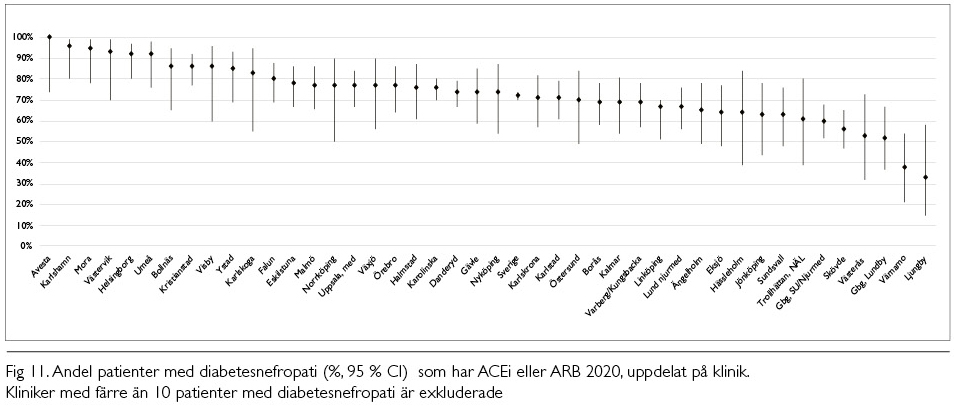 100%
90%
80%
70%
60%
50%
40%
30%
20%
10%
0%
Avesta
Karlshamn
Mora
Västervik
Helsingborg
Umeå
Bollnäs
Kristianstad
Visby
Ystad
Karlskoga
Falun
Eskilstuna
Malmö
Norrköping
Uppsala, med
Växjö
Örebro
Halmstad
Karolinska
Danderyd
Gävle
Nyköping
Sverige
Karlskrona
Karlstad
Östersund
Borås
Kalmar
Varberg/Kungsbacka
Linköping
Lund njurmed
Ängelholm
Eksjö
Hässleholm
Jönköping
Sundsvall
Trollhättan, NÄL
Gbg, SU/Njurmed
Skövde
Västerås
Gbg, Lundby
Värnamo
Ljungby
Fig 11. Andel patienter med diabetesnefropati (%, 95 % CI) som har ACEi eller ARB 2020, uppdelat på klinik.
Kliniker med färre än 10 patienter med diabetesnefropati är exkluderade